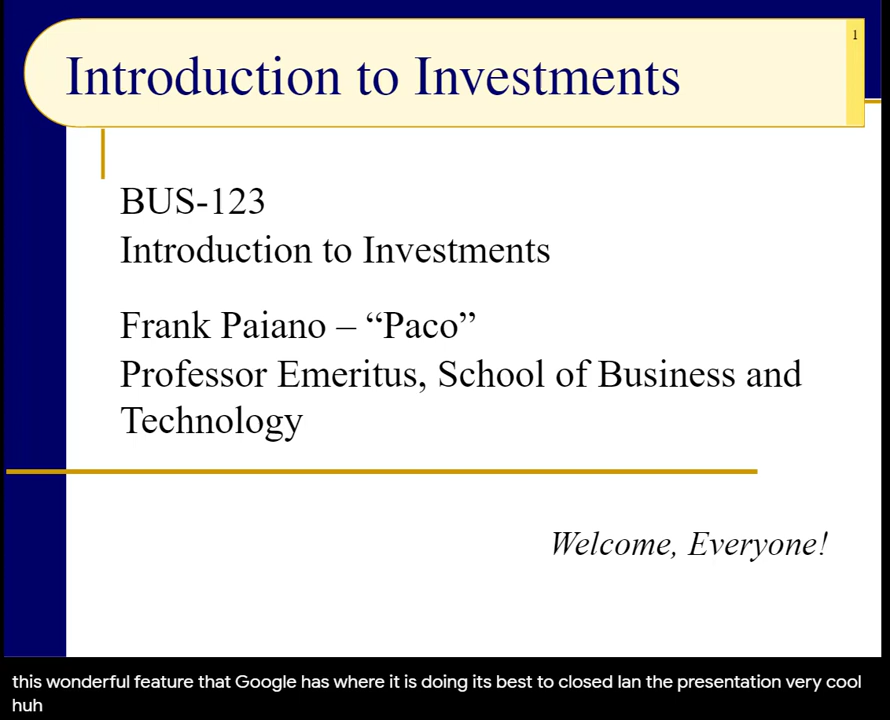 1
Introduction to Investments
BUS-123
Introduction to Investments
Frank Paiano – “Paco”
Professor Emeritus, School of Business and
Technology
Welcome, Everyone!
this wonderful feature that Google has where it is doing its best to closed lan the presentation very cool
huh